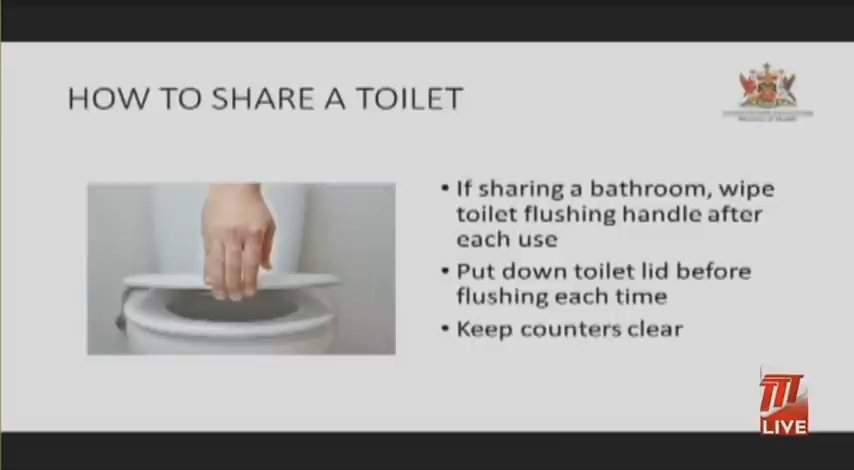 HOW TO SHARE A TOILET
• If sharing a bathroom, wipe
toilet flushing handle after
each use
• Put down toilet lid before
flushing each time
• Keep counters clear
TTT
LIVE